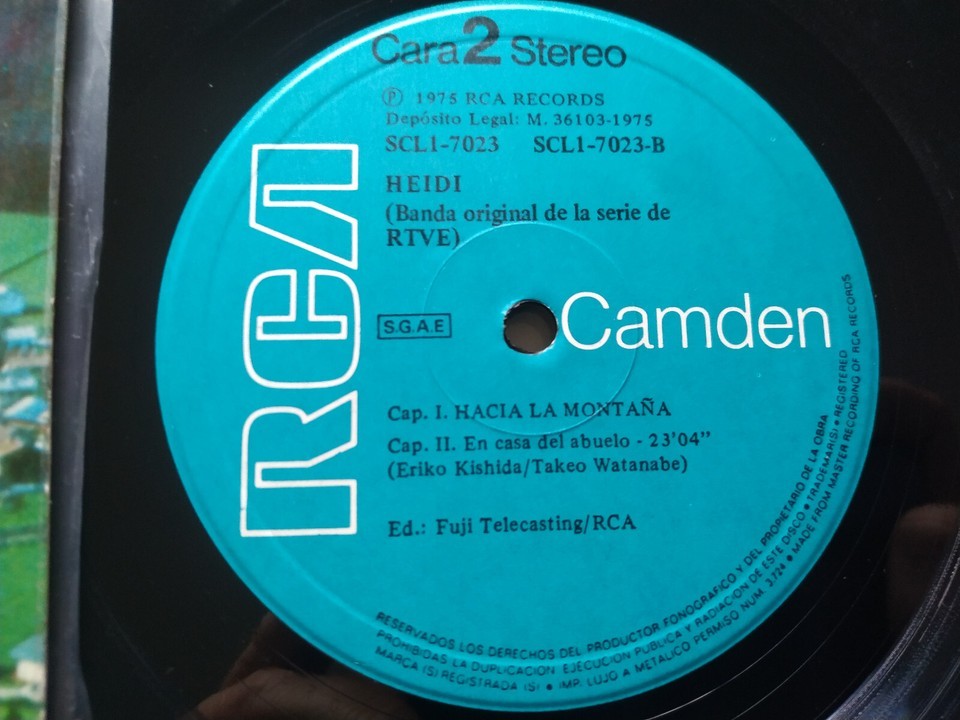 Cara 2 Stereo
Ⓟ 1975 RCA RECORDS
Depósito Legal: M. 36103-1975
SCL1-7023 SCL1-7023-B
HEIDI
(Banda original de la serie de
RTVE)
RCA
S.G.A.E
Camden
Cap. I. HACIA LA MONTAÑA
Cap. II. En casa del abuelo - 23'04"
(Eriko Kishida/Takeo Watanabe)
Ed.: Fuji Telecasting/RCA
RESERVADOS LOS DERECHOS DEL PRODUCTOR FONOGRAFICO Y DEL PROPIETARIO DE LA OBRA
PROHIBIDAS LA DUPLICACION EJECUCION PUBLICA Y RADIACION DE ESTE DISCO • TRADEMARK(S) • REGISTERED
MARCA (S) REGISTRADA (S) • IMP. LUJO A METALICO PERMISO NUM. 3.724 • MADE FROM MASTER RECORDING OF RCA RECORDS